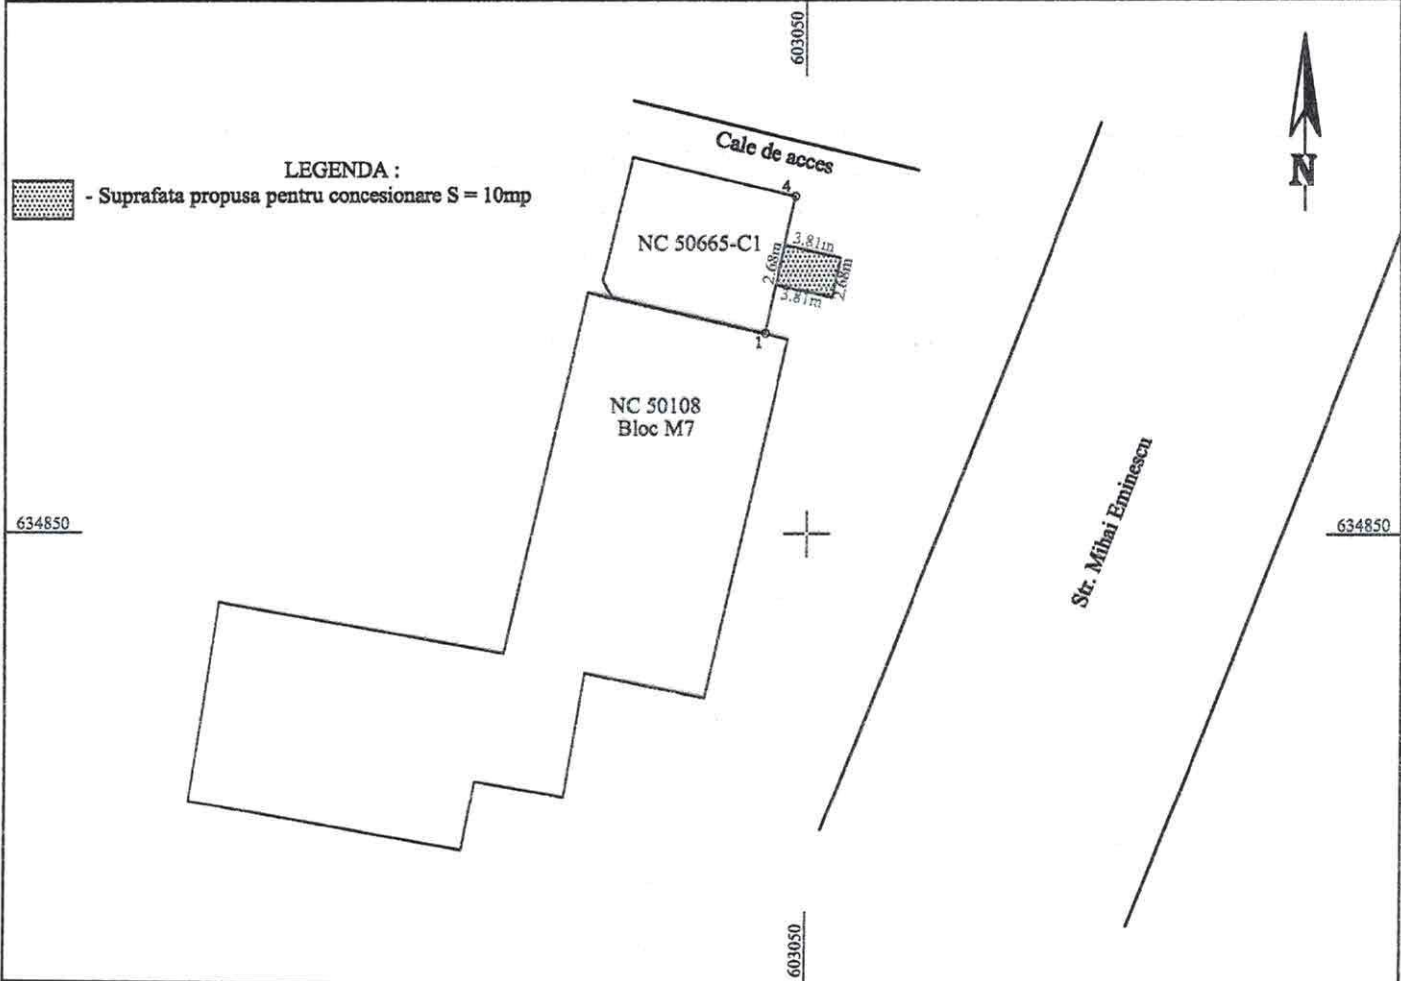 603050
Cale de acces
N
LEGENDA :
- Suprafata propusa pentru concesionare S = 10mp
4
NC 50665-C1
3.81m
2.68m
2.68m
3.81m
1
NC 50108
Bloc M7
Str. Mihai Eminescu
634850
634850
603050